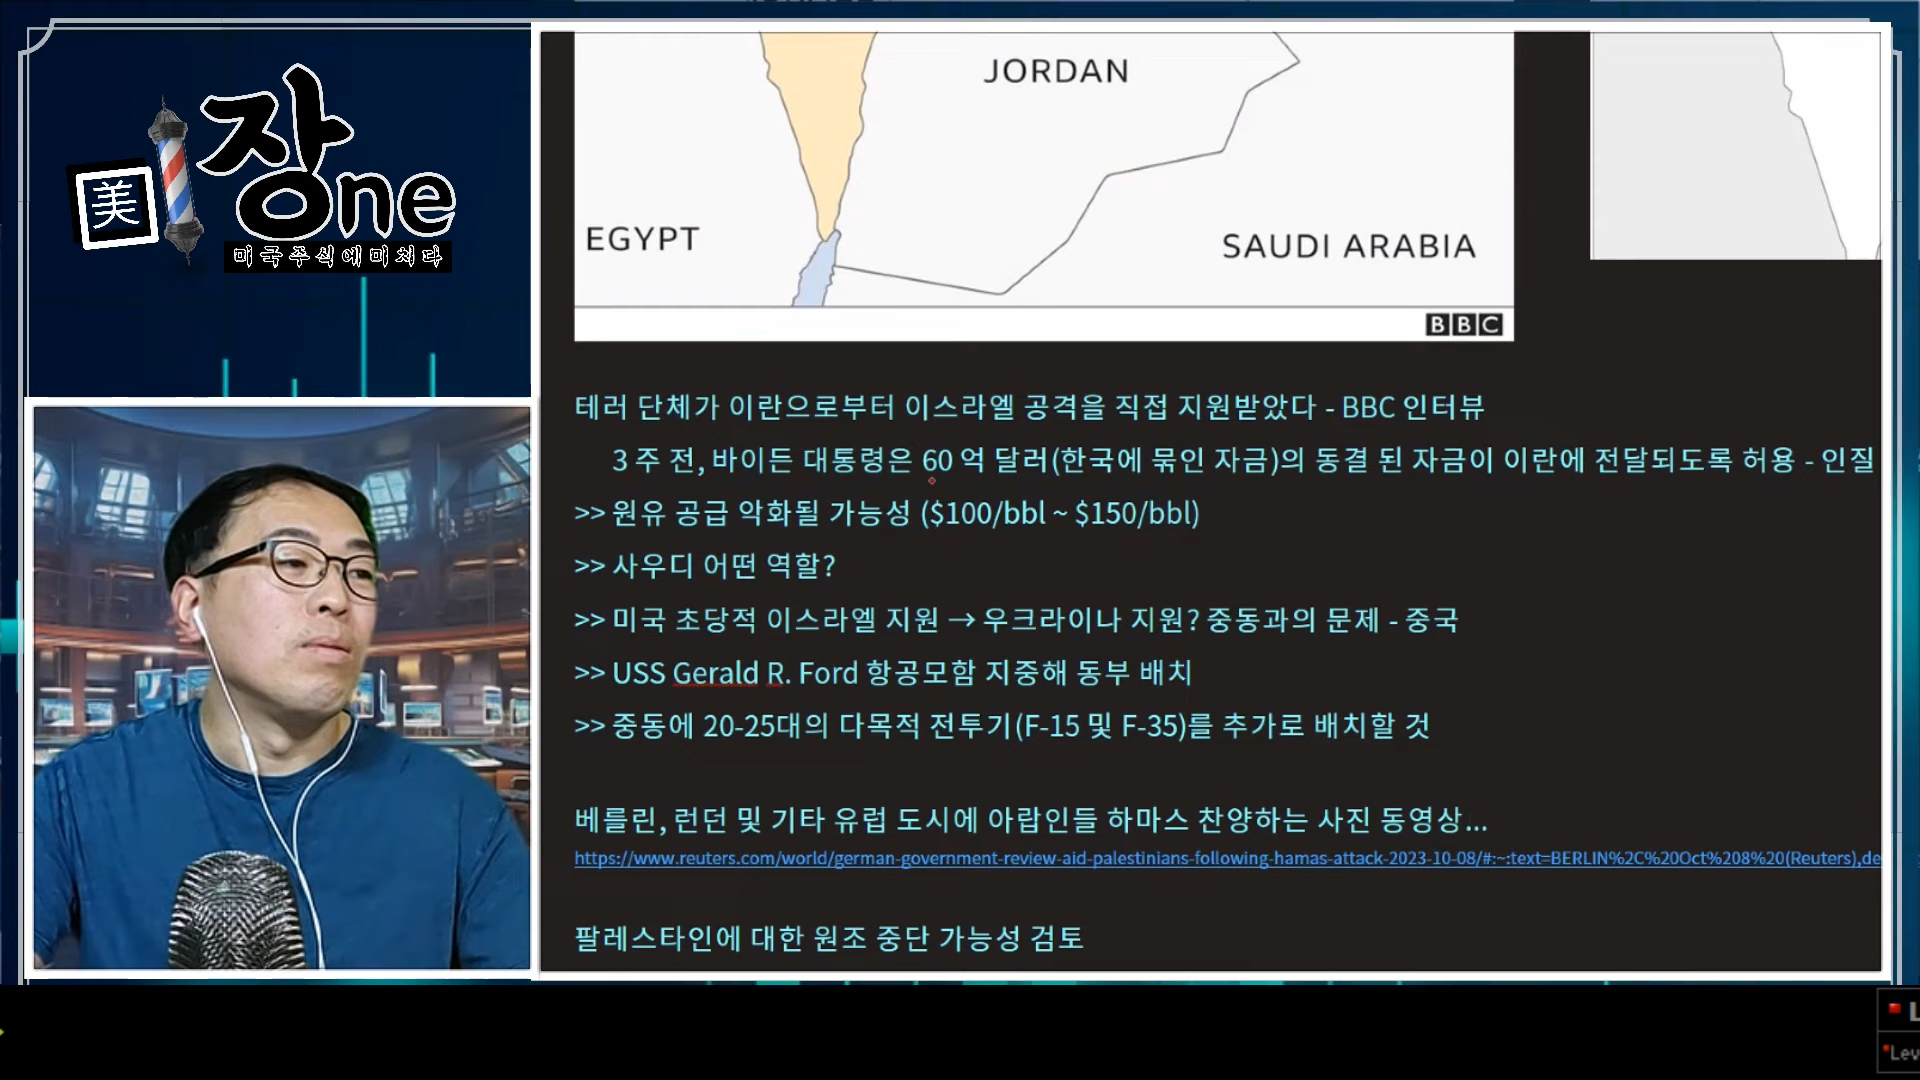 JORDAN
EGYPT
SAUDI ARABIA
BBC
美
장one
미국주식에미치다
테러 단체가 이란으로부터 이스라엘 공격을 직접 지원받았다 - BBC 인터뷰
3 주 전, 바이든 대통령은 60 억 달러(한국에 묶인 자금)의 동결 된 자금이 이란에 전달되도록 허용 - 인질
>> 원유 공급 악화될 가능성 ($100/bbl ~ $150/bbl)
>> 사우디 어떤 역할?
>> 미국 초당적 이스라엘 지원 → 우크라이나 지원? 중동과의 문제 - 중국
>> USS Gerald R. Ford 항공모함 지중해 동부 배치
>> 중동에 20-25대의 다목적 전투기(F-15 및 F-35)를 추가로 배치할 것
베를린, 런던 및 기타 유럽 도시에 아랍인들 하마스 찬양하는 사진 동영상...
https://www.reuters.com/world/german-government-review-aid-palestinians-following-hamas-attack-2023-10-08/#:~:text=BERLIN%2C%20Oct%208%20(Reuters),de
팔레스타인에 대한 원조 중단 가능성 검토